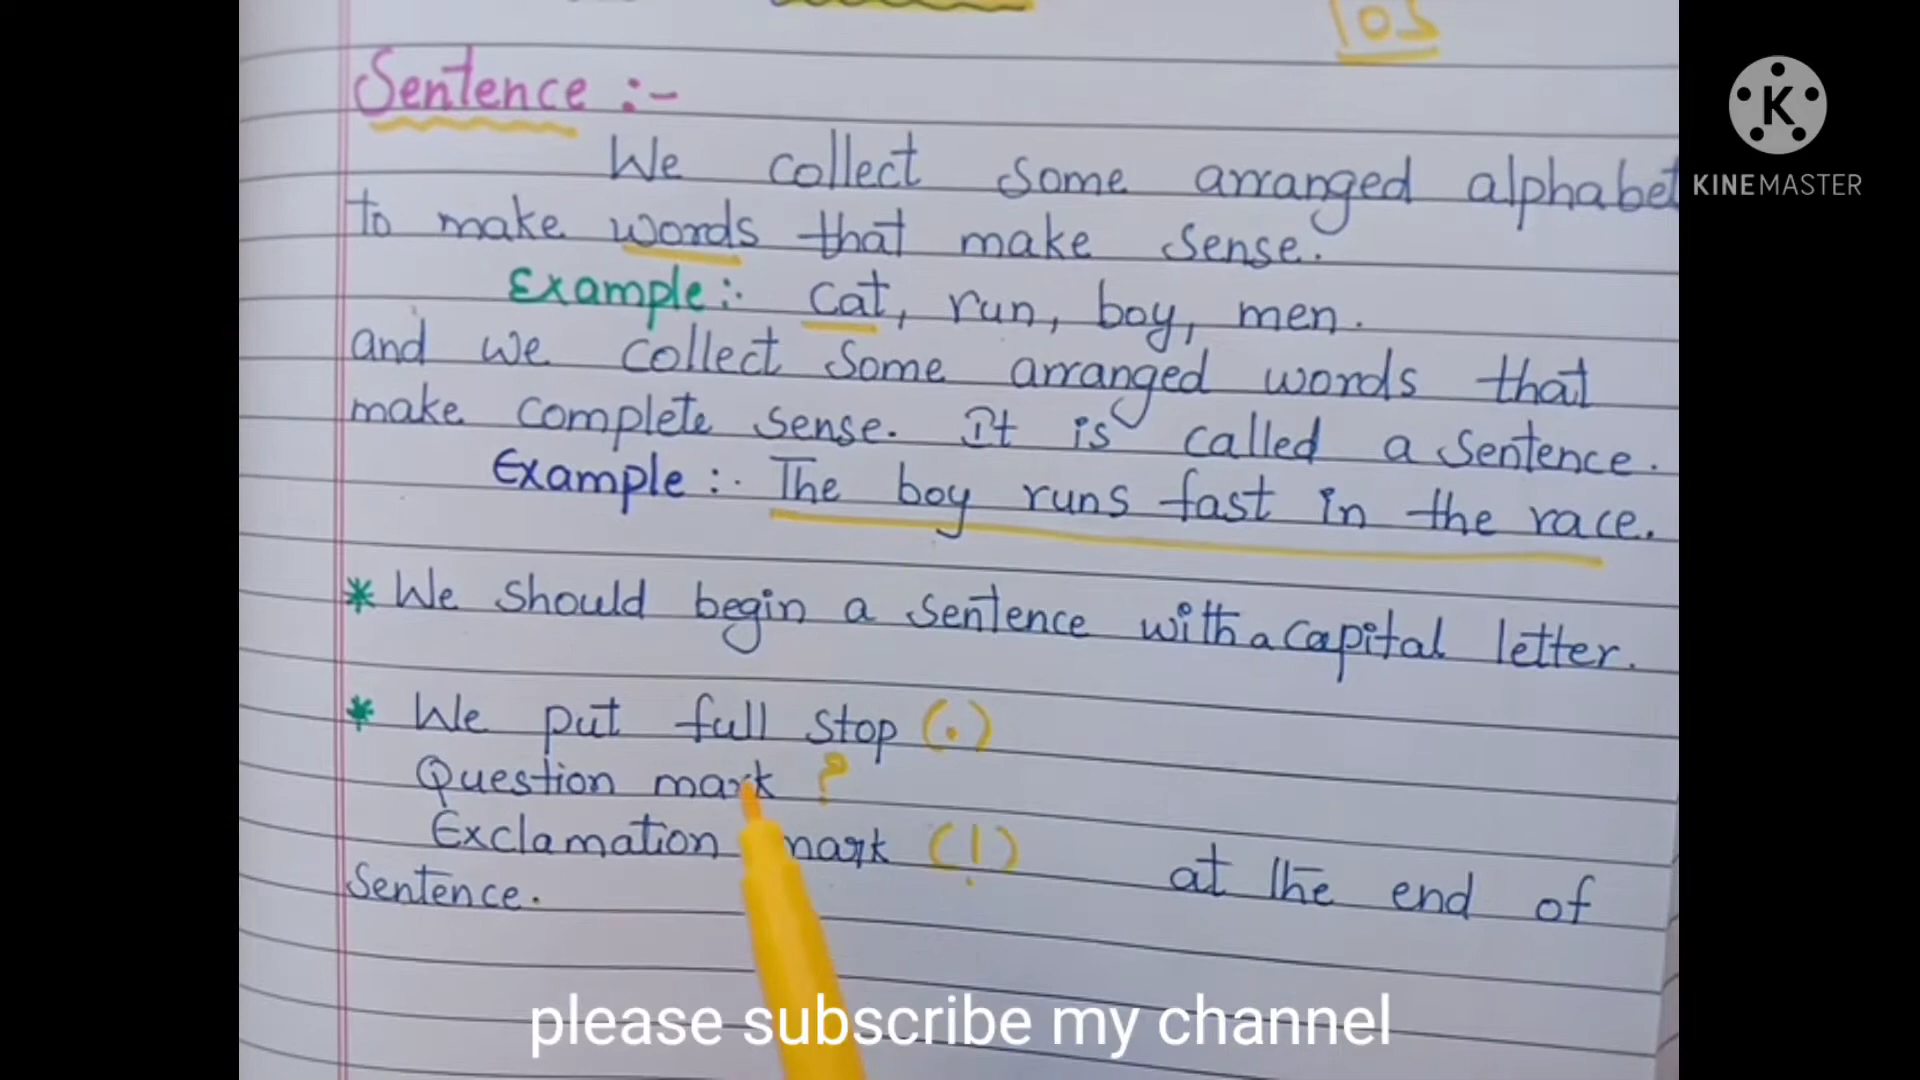 105
Sentence :-
We collect some arranged alphabet
to make words that make sense.
Example:- cat, run, boy, men.
and we collect some arranged words that
make complete sense. It is called a sentence.
Example :- The boy runs fast in the race.
* We should begin a sentence with a capital letter.
* We put full stop (.)
Question mark ?
Exclamation mark (!) at the end of
Sentence.
please subscribe my channel
K
KINEMASTER